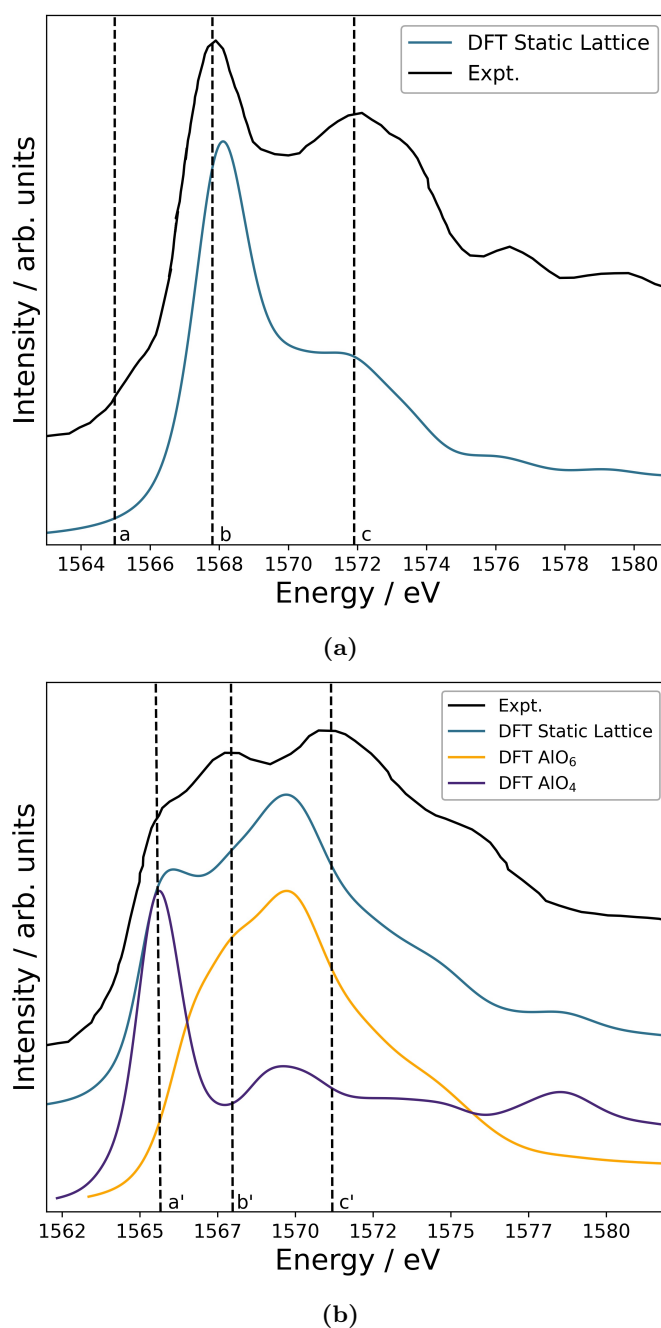 DFT Static Lattice
Expt.
Intensity / arb. units
a
b
c
1564 1566 1568 1570 1572 1574 1576 1578 1580
Energy / eV
(a)
Expt.
DFT Static Lattice
DFT AlO₆
DFT AlO₄
Intensity / arb. units
a'
b'
c'
1562 1565 1567 1570 1572 1575 1577 1580
Energy / eV
(b)